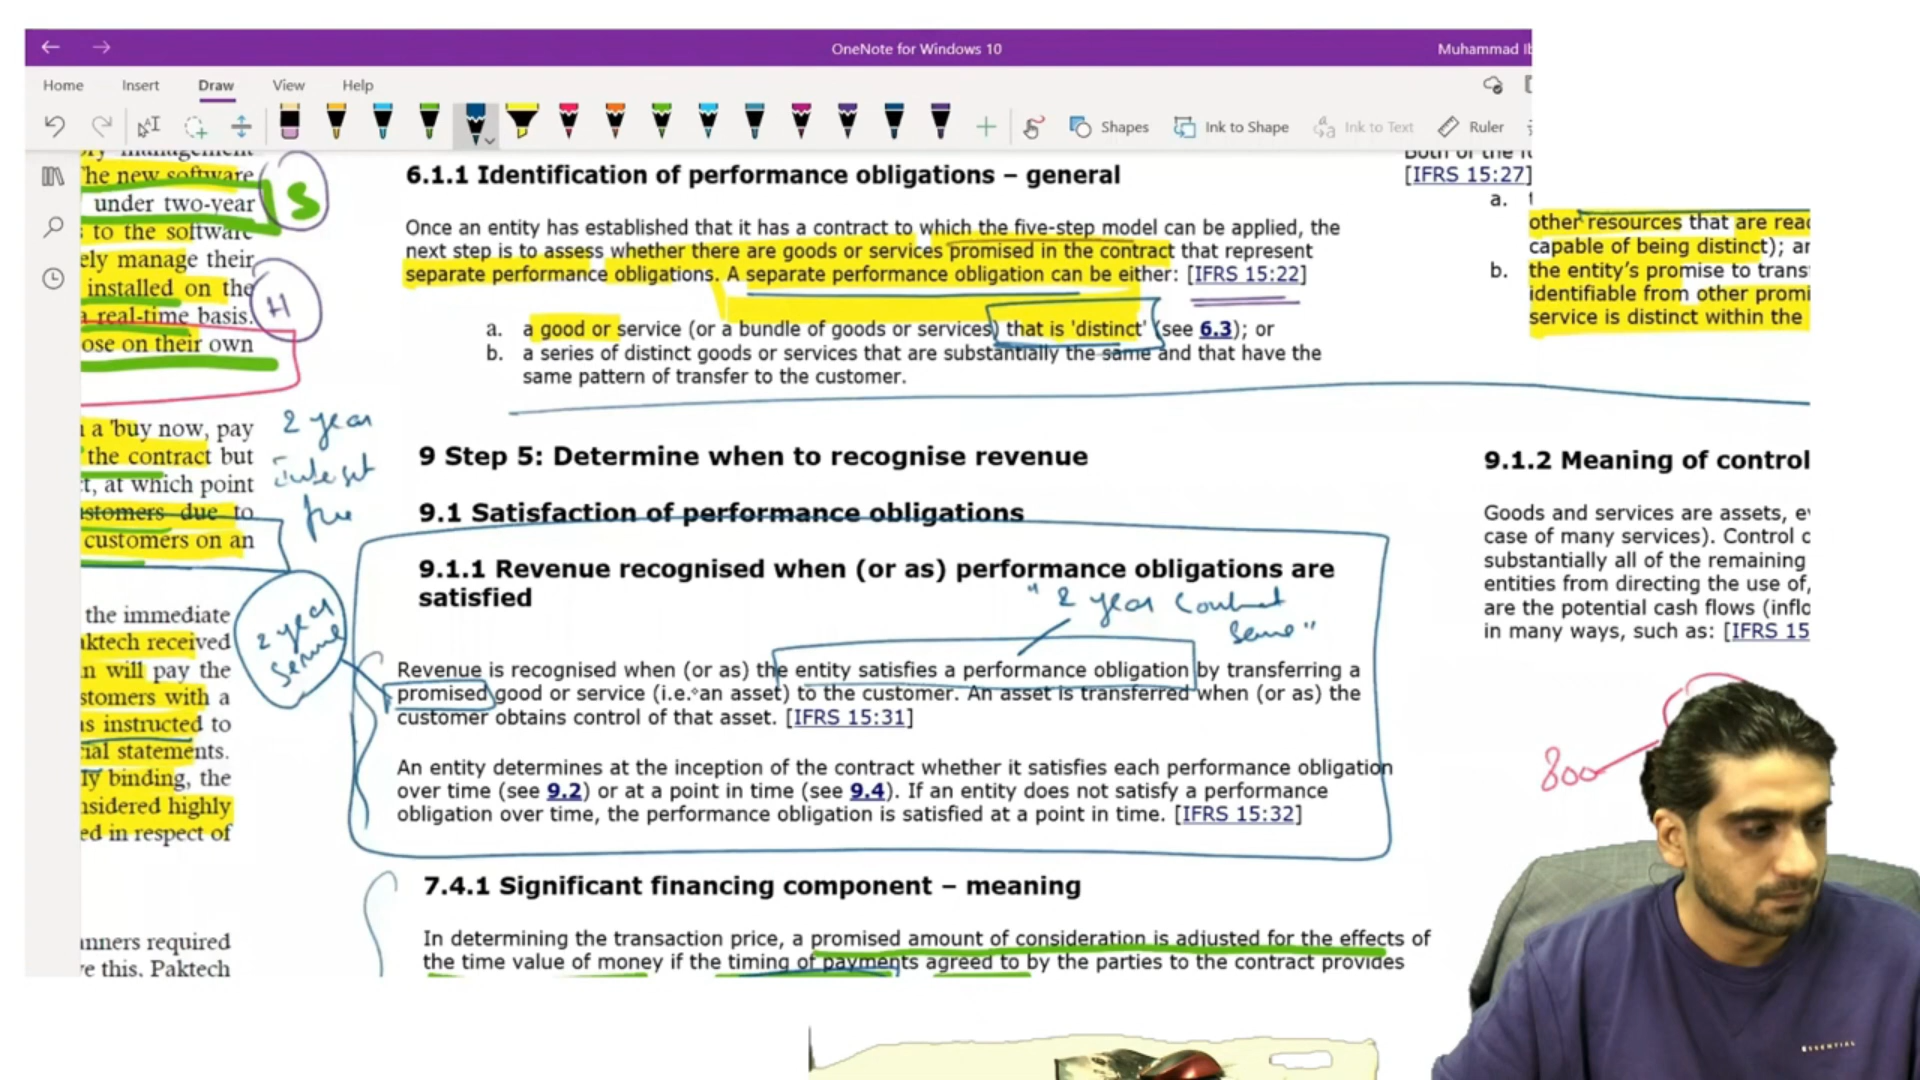 OneNote for Windows 10
Muhammad Ib
Home
Insert
Draw
View
Help
Shapes
Ink to Shape
Ink to Text
Ruler
The new software
under two-year
to the software
ely manage their
installed on the
a real-time basis.
ose on their own
S
H
a 'buy now, pay
the contract but
t, at which point
stomers due to
customers on an
2 year
interest
free
2 year
service
the immediate
aktech received
n will pay the
stomers with a
as instructed to
ial statements.
ly binding, the
nsidered highly
ed in respect of
anners required
e this, Paktech
6.1.1 Identification of performance obligations – general
Once an entity has established that it has a contract to which the five-step model can be applied, the
next step is to assess whether there are goods or services promised in the contract that represent
separate performance obligations. A separate performance obligation can be either: [IFRS 15:22]
a. a good or service (or a bundle of goods or services) that is 'distinct' (see 6.3); or
b. a series of distinct goods or services that are substantially the same and that have the
same pattern of transfer to the customer.
9 Step 5: Determine when to recognise revenue
9.1 Satisfaction of performance obligations
9.1.1 Revenue recognised when (or as) performance obligations are
satisfied
" 2 year Contract
Revenue is recognised when (or as) the entity satisfies a performance obligation by transferring a
promised good or service (i.e. an asset) to the customer. An asset is transferred when (or as) the
customer obtains control of that asset. [IFRS 15:31]
An entity determines at the inception of the contract whether it satisfies each performance obligation
over time (see 9.2) or at a point in time (see 9.4). If an entity does not satisfy a performance
obligation over time, the performance obligation is satisfied at a point in time. [IFRS 15:32]
7.4.1 Significant financing component – meaning
In determining the transaction price, a promised amount of consideration is adjusted for the effects of
the time value of money if the timing of payments agreed to by the parties to the contract provides
[IFRS 15:27]
a.
other resources that are read
capable of being distinct); an
b. the entity's promise to trans
identifiable from other promi
service is distinct within the
9.1.2 Meaning of control
Goods and services are assets, ev
case of many services). Control o
substantially all of the remaining
entities from directing the use of,
are the potential cash flows (inflo
in many ways, such as: [IFRS 15
800
ESSENTIAL